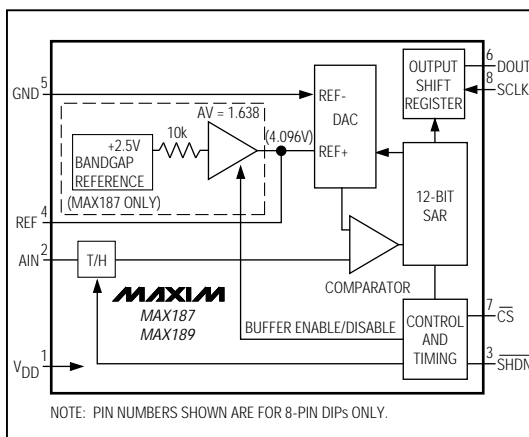 GND 5
REF-
DAC
REF+
AV = 1.638
10k
+2.5V
BANDGAP
REFERENCE
(MAX187 ONLY)
(4.096V)
OUTPUT
SHIFT
REGISTER
6 DOUT
8 SCLK
12-BIT
SAR
REF 4
AIN 2
T/H
COMPARATOR
MAXIM
MAX187
MAX189
BUFFER ENABLE/DISABLE
CONTROL
AND
TIMING
7 CS
3 SHDN
VDD 1
NOTE: PIN NUMBERS SHOWN ARE FOR 8-PIN DIPs ONLY.